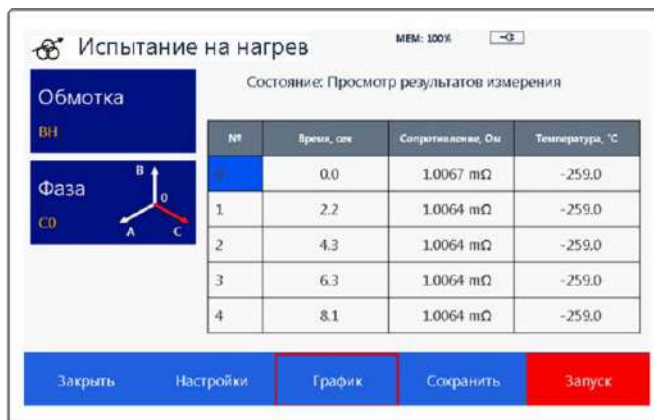 Испытание на нагрев
MEM: 100%
Состояние: Просмотр результатов измерения
Обмотка
ВН
Фаза
C0
B
0
A
C
№ Время, сек Сопротивление, Ом Температура, °C
0 0.0 1.0067 mΩ -259.0
1 2.2 1.0064 mΩ -259.0
2 4.3 1.0064 mΩ -259.0
3 6.3 1.0064 mΩ -259.0
4 8.1 1.0064 mΩ -259.0
Закрыть Настройки График Сохранить Запуск